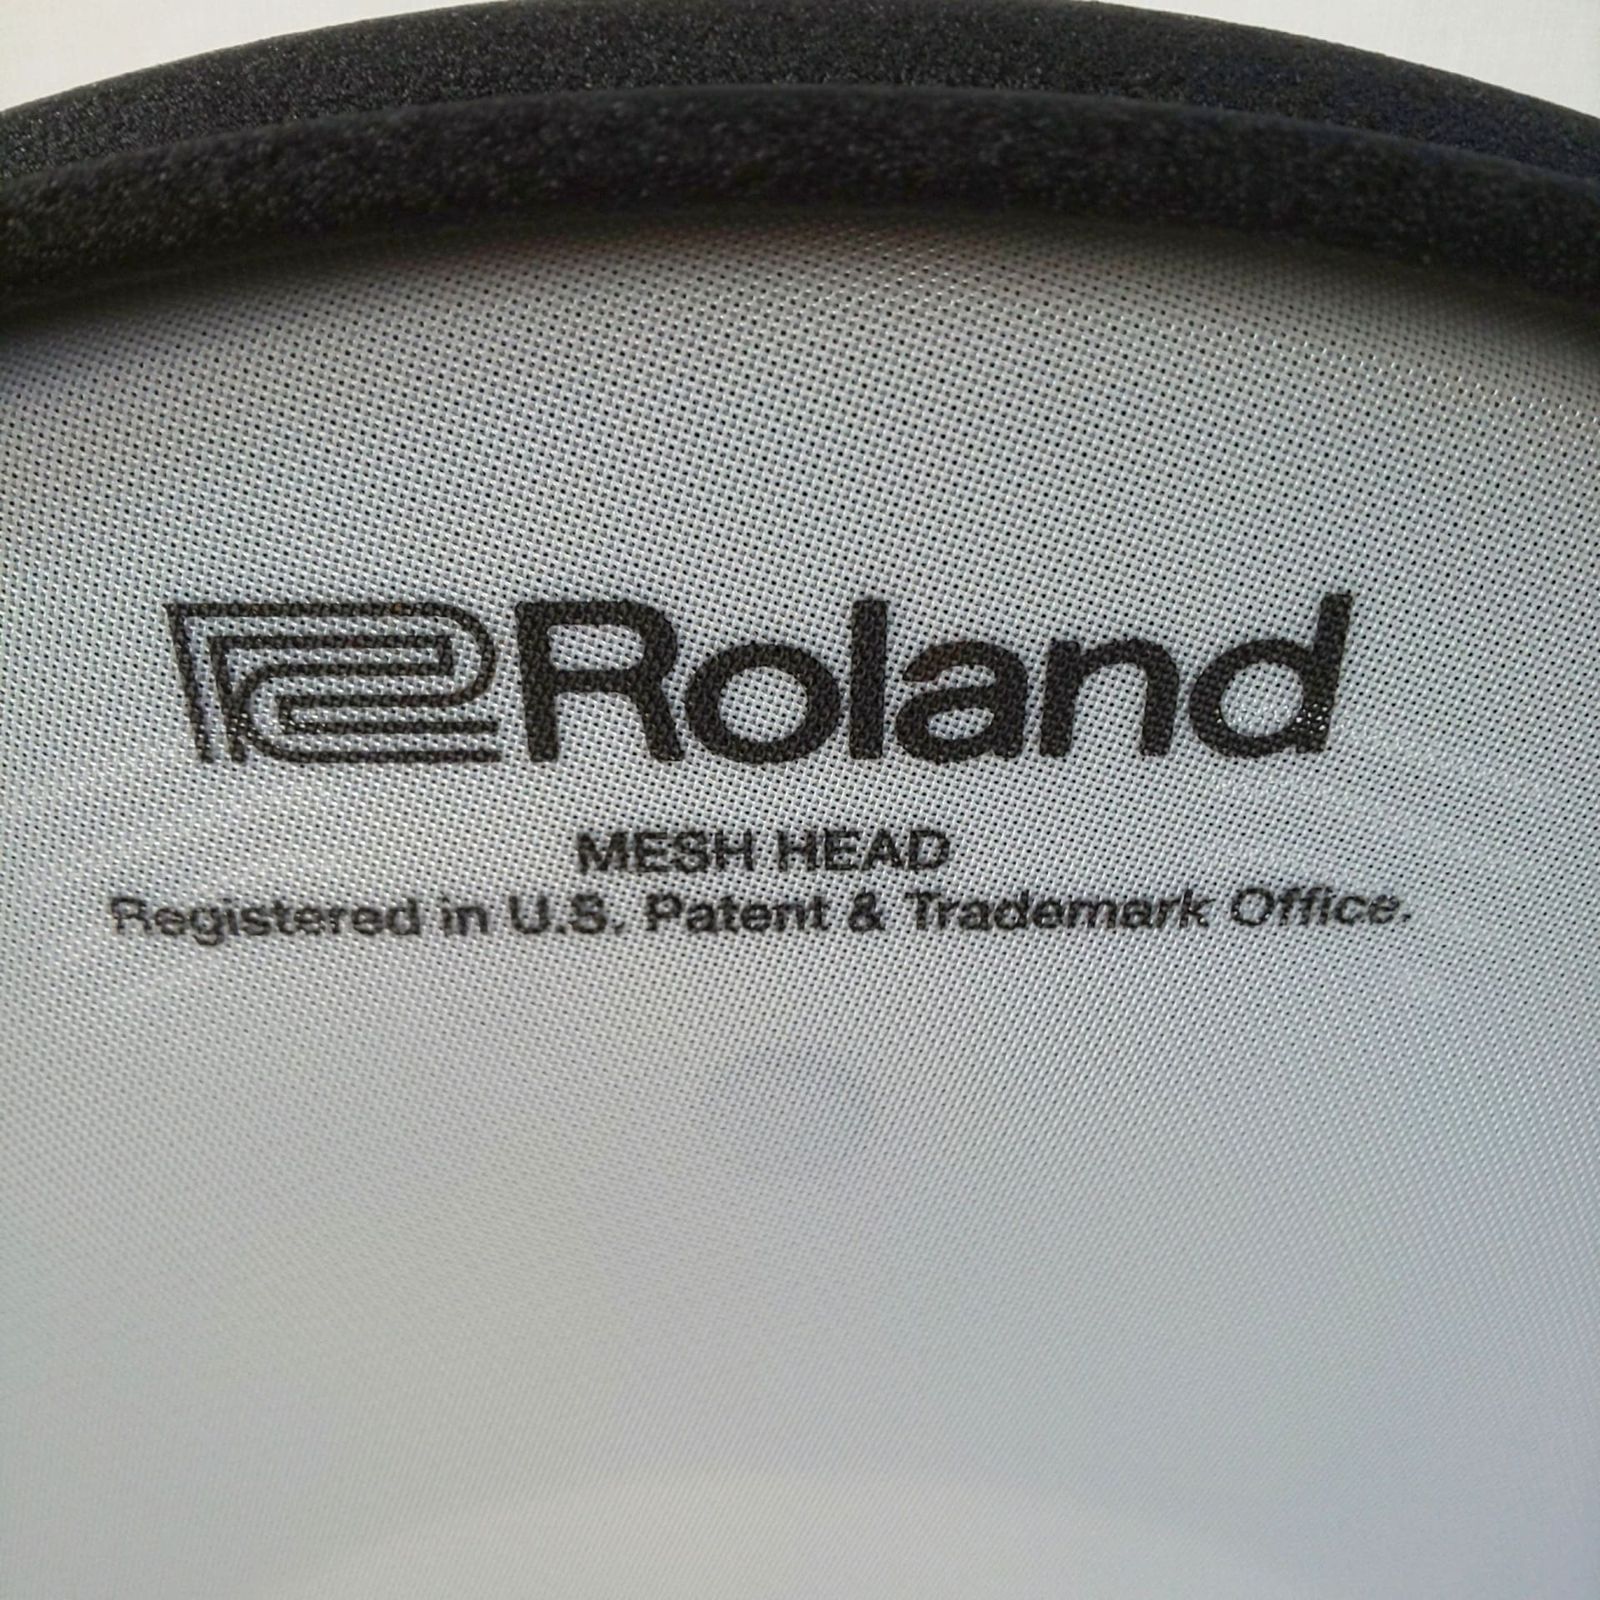 Roland
MESH HEAD
Registered in U.S. Patent & Trademark Office.